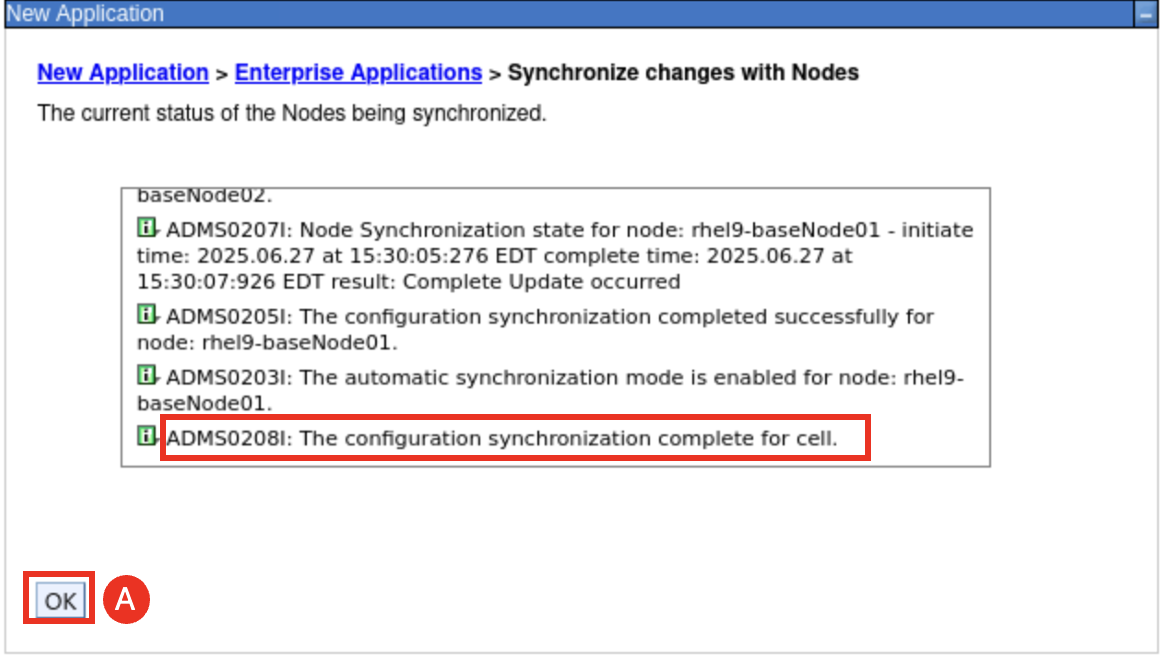 New Application
New Application > Enterprise Applications > Synchronize changes with Nodes
The current status of the Nodes being synchronized.
baseNode02.
ADMS0207I: Node Synchronization state for node: rhel9-baseNode01 - initiate
time: 2025.06.27 at 15:30:05:276 EDT complete time: 2025.06.27 at
15:30:07:926 EDT result: Complete Update occurred
ADMS0205I: The configuration synchronization completed successfully for
node: rhel9-baseNode01.
ADMS0203I: The automatic synchronization mode is enabled for node: rhel9-
baseNode01.
ADMS0208I: The configuration synchronization complete for cell.
OK A